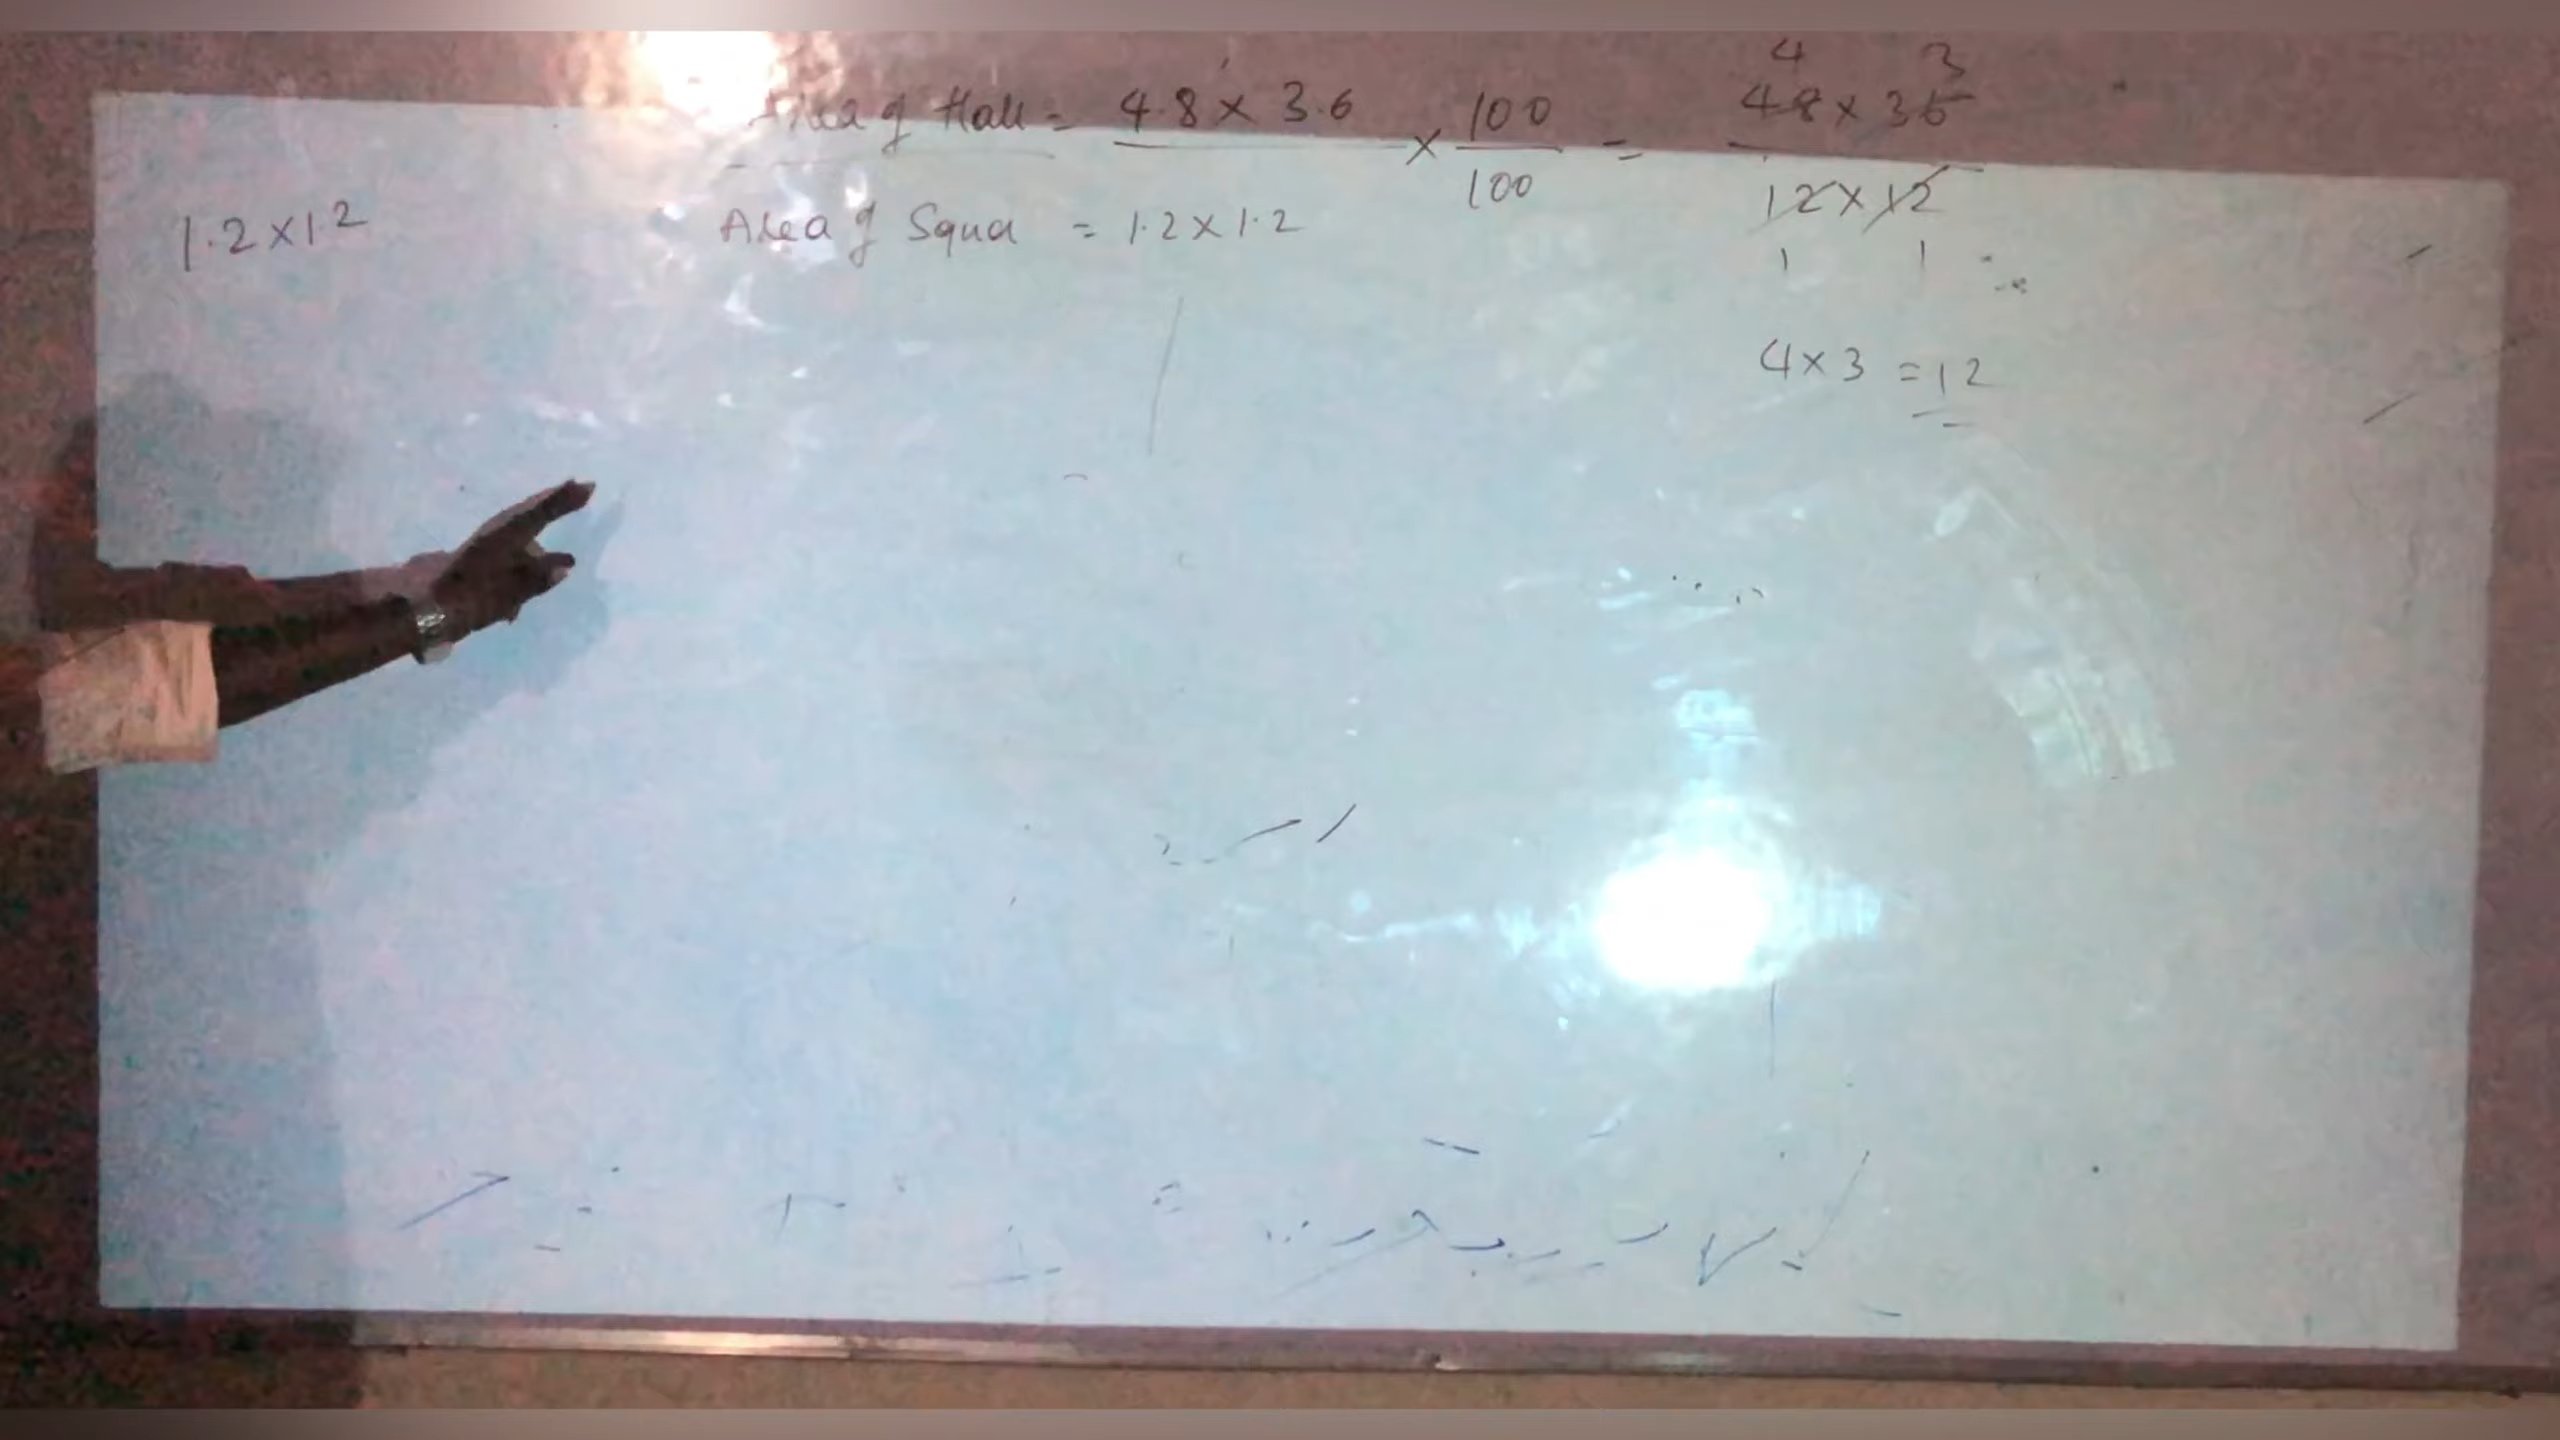 4 3
Area of Hall = 4.8 x 3.6 x 100 = 48 x 36
100 12 x 12
1.2 x 1.2 Area of Squa = 1.2 x 1.2
1 1
4 x 3 = 12